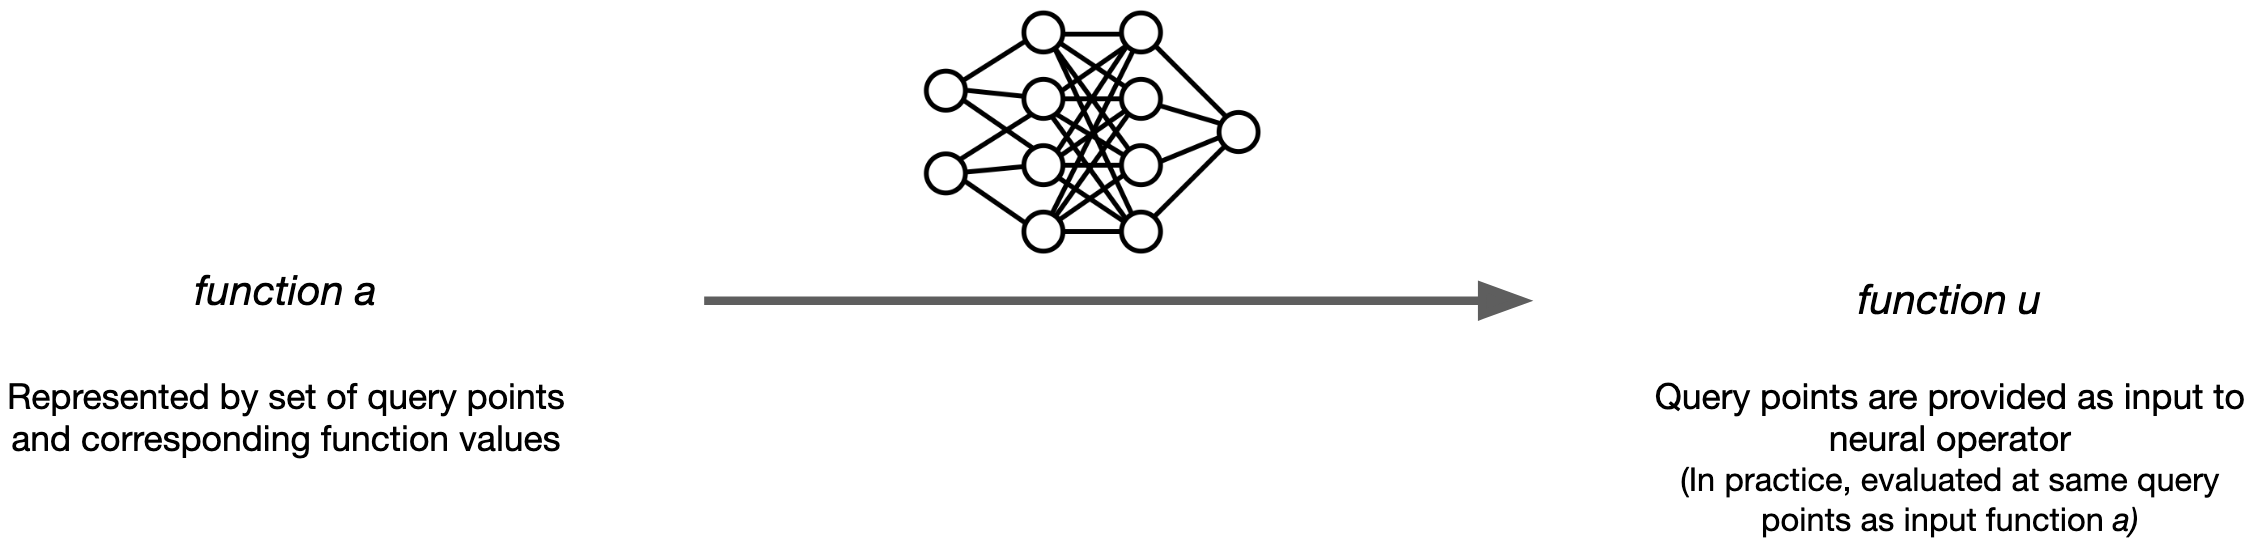 function a
Represented by set of query points
and corresponding function values
function u
Query points are provided as input to
neural operator
(In practice, evaluated at same query
points as input function a)